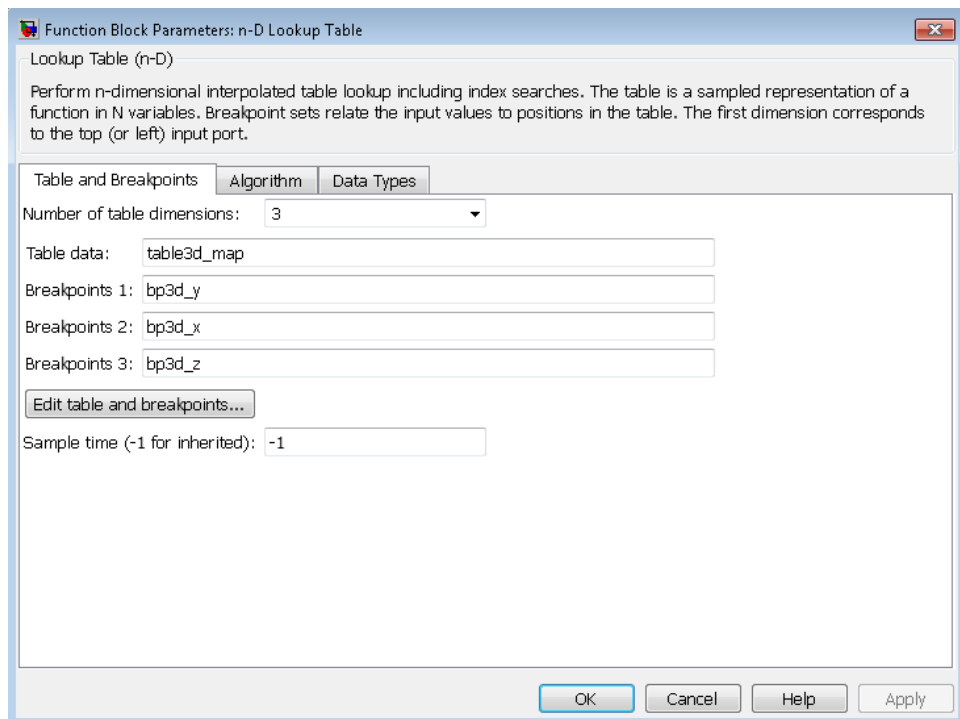 Function Block Parameters: n-D Lookup Table
Lookup Table (n-D)
Perform n-dimensional interpolated table lookup including index searches. The table is a sampled representation of a
function in N variables. Breakpoint sets relate the input values to positions in the table. The first dimension corresponds
to the top (or left) input port.
Table and Breakpoints Algorithm Data Types
Number of table dimensions: 3
Table data: table3d_map
Breakpoints 1: bp3d_y
Breakpoints 2: bp3d_x
Breakpoints 3: bp3d_z
Edit table and breakpoints...
Sample time (-1 for inherited): -1
OK Cancel Help Apply